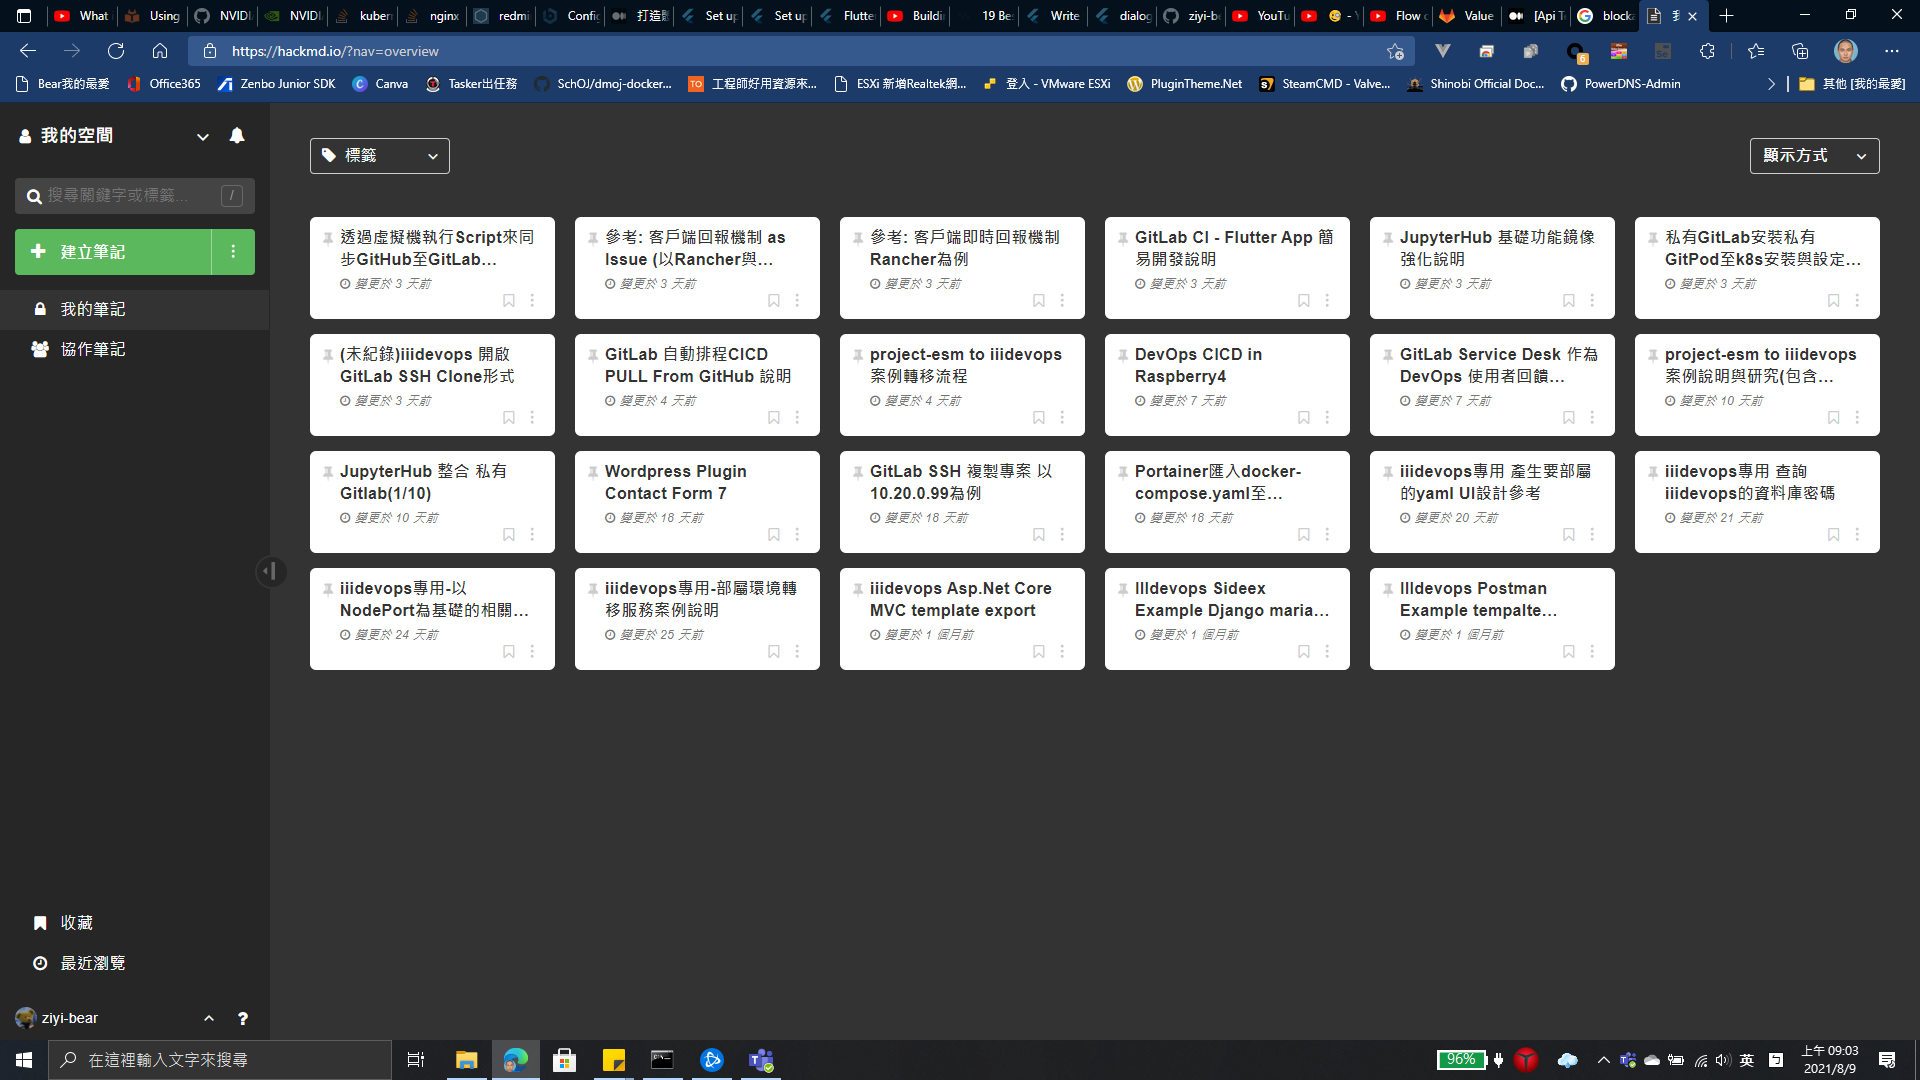 What
Using
NVIDI
NVIDI
kuber
nginx
redmi
Config
打造
Set up
Set up
Flutte
Buildi
19 Be
Write
dialog
ziyi-be
YouTu
Flow
Value
[Api T
block
https://hackmd.io/?nav=overview
6
Bear我的最愛
Office365
Zenbo Junior SDK
Canva
Tasker出任務
SchOJ/dmoj-docker...
TO
工程師好用資源來...
ESXi 新增Realtek網...
登入 - VMware ESXi
PluginTheme.Net
SteamCMD - Valve...
Shinobi Official Doc...
PowerDNS-Admin
其他 [我的最愛]
我的空間
搜尋關鍵字或標籤...
/
建立筆記
我的筆記
協作筆記
標籤
顯示方式
透過虛擬機執行Script來同
步GitHub至GitLab...
變更於 3 天前
參考: 客戶端回報機制 as
Issue (以Rancher與...
變更於 3 天前
參考: 客戶端即時回報機制
Rancher為例
變更於 3 天前
GitLab CI - Flutter App 簡
易開發說明
變更於 3 天前
JupyterHub 基礎功能鏡像
強化說明
變更於 3 天前
私有GitLab安裝私有
GitPod至k8s安裝與設定...
變更於 3 天前
(未紀錄)iiidevops 開啟
GitLab SSH Clone形式
變更於 3 天前
GitLab 自動排程CICD
PULL From GitHub 說明
變更於 4 天前
project-esm to iiidevops
案例轉移流程
變更於 4 天前
DevOps CICD in
Raspberry4
變更於 7 天前
GitLab Service Desk 作為
DevOps 使用者回饋...
變更於 7 天前
project-esm to iiidevops
案例說明與研究(包含...
變更於 10 天前
JupyterHub 整合 私有
Gitlab(1/10)
變更於 10 天前
Wordpress Plugin
Contact Form 7
變更於 18 天前
GitLab SSH 複製專案 以
10.20.0.99為例
變更於 18 天前
Portainer匯入docker-
compose.yaml至...
變更於 18 天前
iiidevops專用 產生要部屬
的yaml UI設計參考
變更於 20 天前
iiidevops專用 查詢
iiidevops的資料庫密碼
變更於 21 天前
iiidevops專用-以
NodePort為基礎的相關...
變更於 24 天前
iiidevops專用-部屬環境轉
移服務案例說明
變更於 25 天前
iiidevops Asp.Net Core
MVC template export
變更於 1 個月前
IIIdevops Sideex
Example Django maria...
變更於 1 個月前
IIIdevops Postman
Example tempalte...
變更於 1 個月前
收藏
最近瀏覽
ziyi-bear
?
在這裡輸入文字來搜尋
96%
英
上午 09:03
2021/8/9